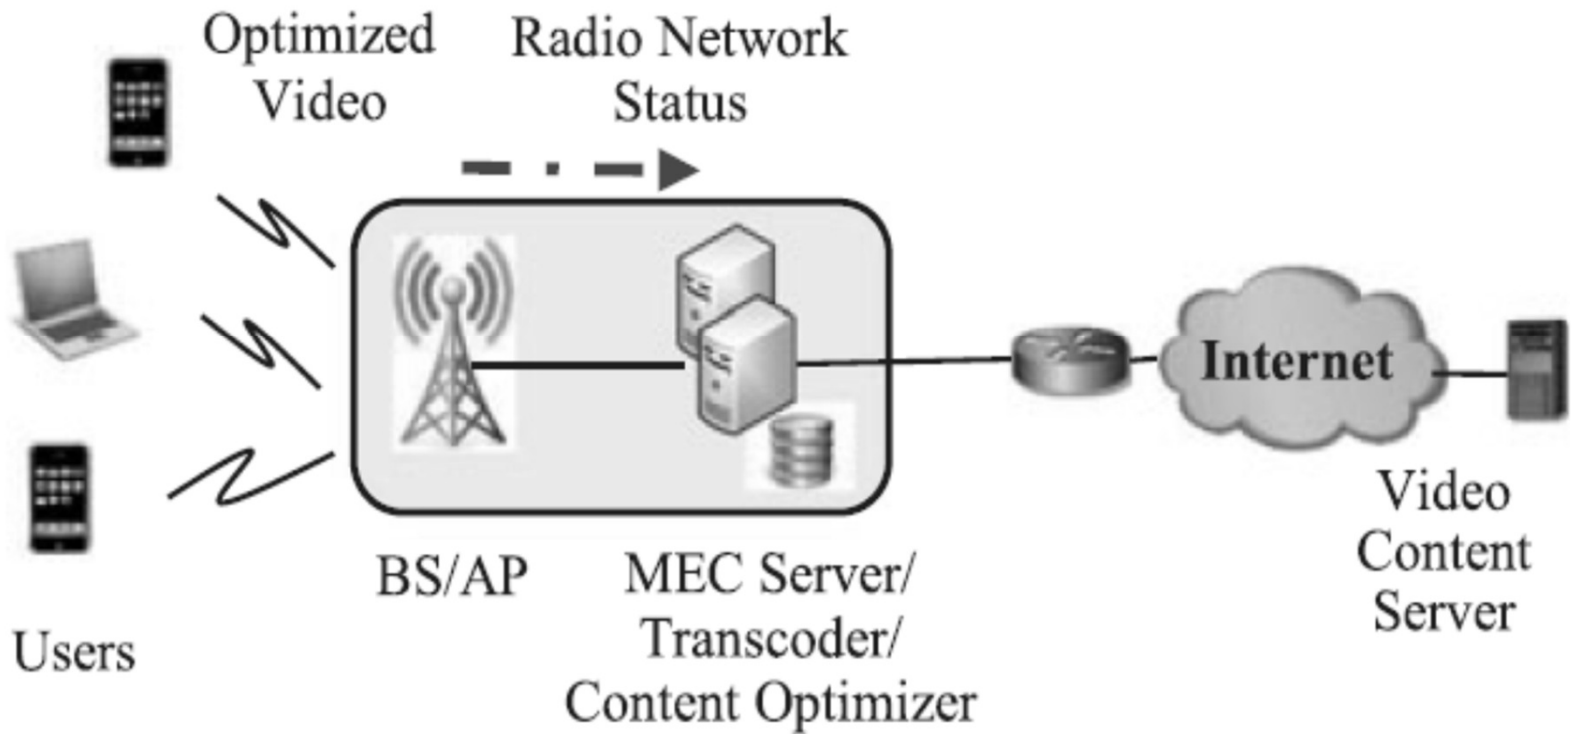 Optimized
Video
Radio Network
Status
Internet
BS/AP
MEC Server/
Transcoder/
Content Optimizer
Users
Video
Content
Server